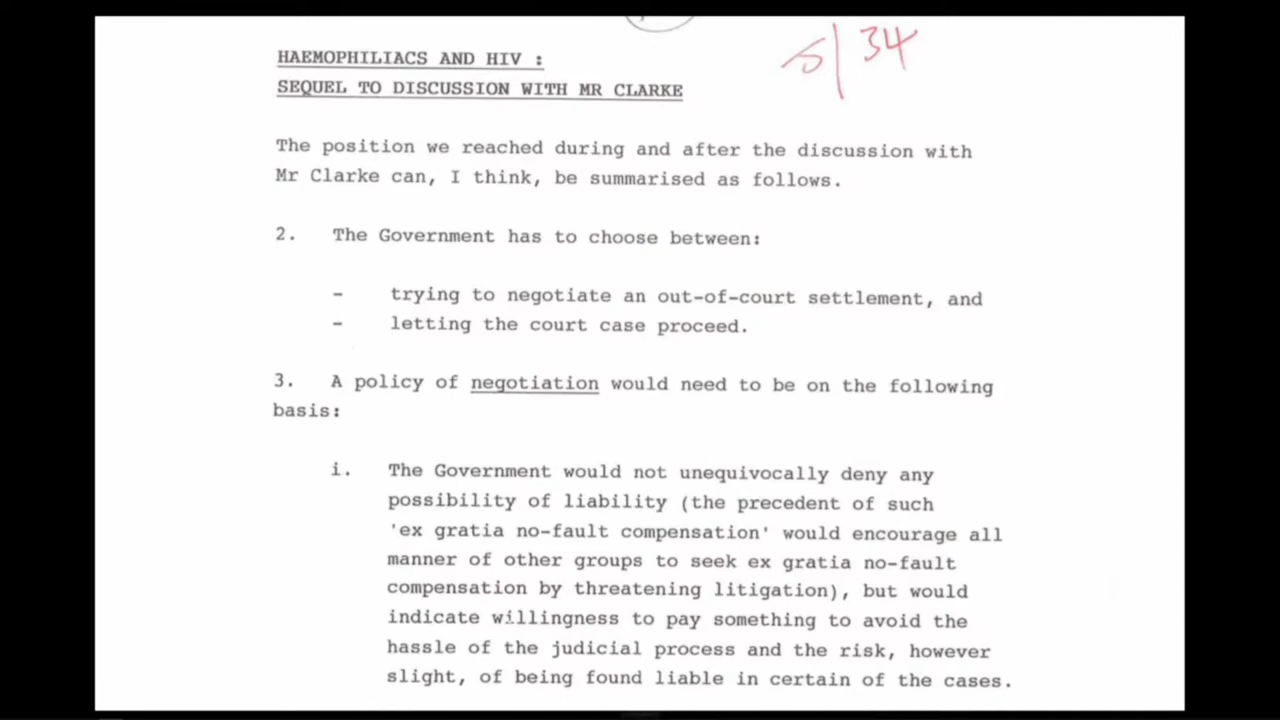 5/34
HAEMOPHILIACS AND HIV :
SEQUEL TO DISCUSSION WITH MR CLARKE
The position we reached during and after the discussion with
Mr Clarke can, I think, be summarised as follows.
2. The Government has to choose between:
- trying to negotiate an out-of-court settlement, and
- letting the court case proceed.
3. A policy of negotiation would need to be on the following
basis:
i. The Government would not unequivocally deny any
possibility of liability (the precedent of such
'ex gratia no-fault compensation' would encourage all
manner of other groups to seek ex gratia no-fault
compensation by threatening litigation), but would
indicate willingness to pay something to avoid the
hassle of the judicial process and the risk, however
slight, of being found liable in certain of the cases.